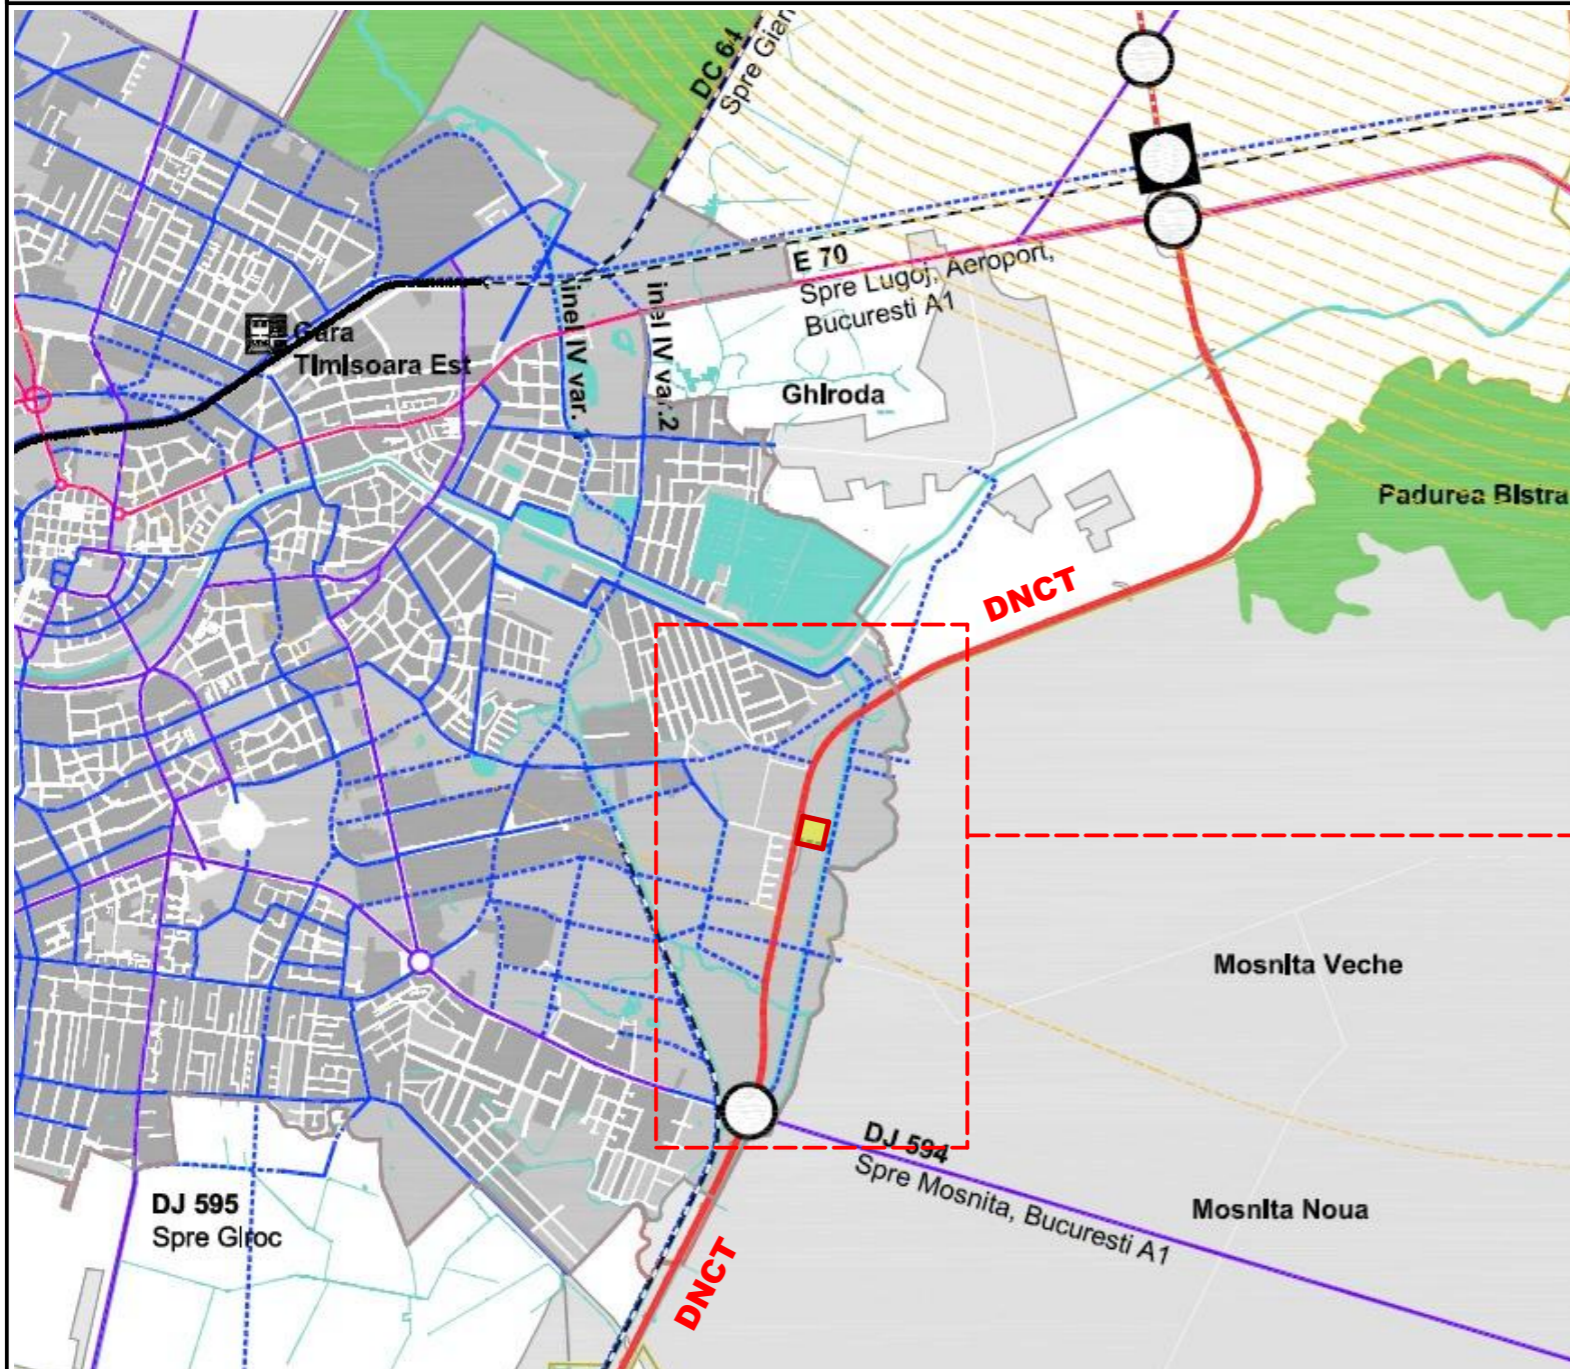 DC 64
Spre Giar
E 70
Spre Lugoj, Aeroport,
Bucuresti A1
Gara
Timisoara Est
inel IV var.
inel IV var.2
Ghiroda
Padurea Bistra
DNCT
Mosnita Veche
DJ 594
Spre Mosnita, Bucuresti A1
Mosnita Noua
DJ 595
Spre Giroc
DNCT